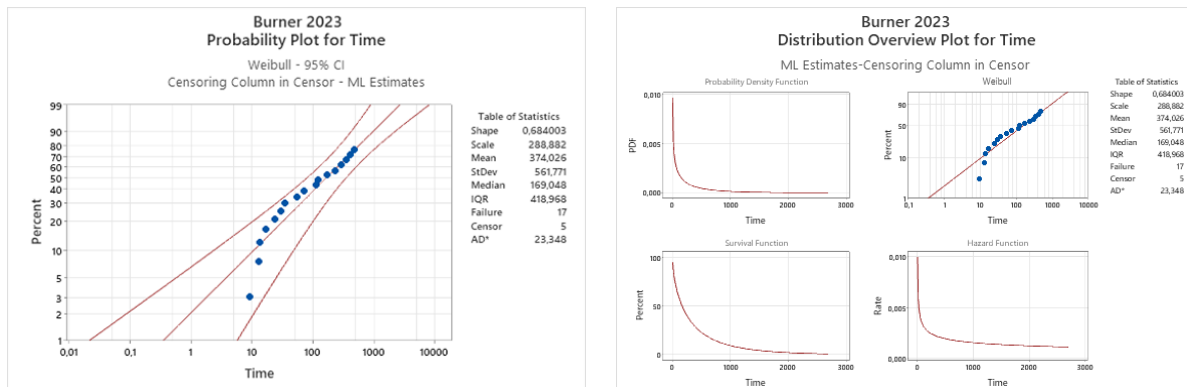 Burner 2023
Probability Plot for Time
Weibull - 95% CI
Censoring Column in Censor - ML Estimates
99
90
80
70
60
50
40
30
20
10
5
3
2
1
Percent
0,01 0,1 1 10 100 1000 10000
Time
Table of Statistics
Shape 0,684003
Scale 288,882
Mean 374,026
StDev 561,771
Median 169,048
IQR 418,968
Failure 17
Censor 5
AD* 23,348
Burner 2023
Distribution Overview Plot for Time
ML Estimates-Censoring Column in Censor
Probability Density Function
0,010
0,005
0,000
PDF
0 1000 2000 3000
Time
Weibull
90
50
10
1
Percent
0,1 1 10 100 1000 10000
Time
Table of Statistics
Shape 0,684003
Scale 288,882
Mean 374,026
StDev 561,771
Median 169,048
IQR 418,968
Failure 17
Censor 5
AD* 23,348
Survival Function
100
50
0
Percent
0 1000 2000 3000
Time
Hazard Function
0,010
0,005
0,000
Rate
0 1000 2000 3000
Time